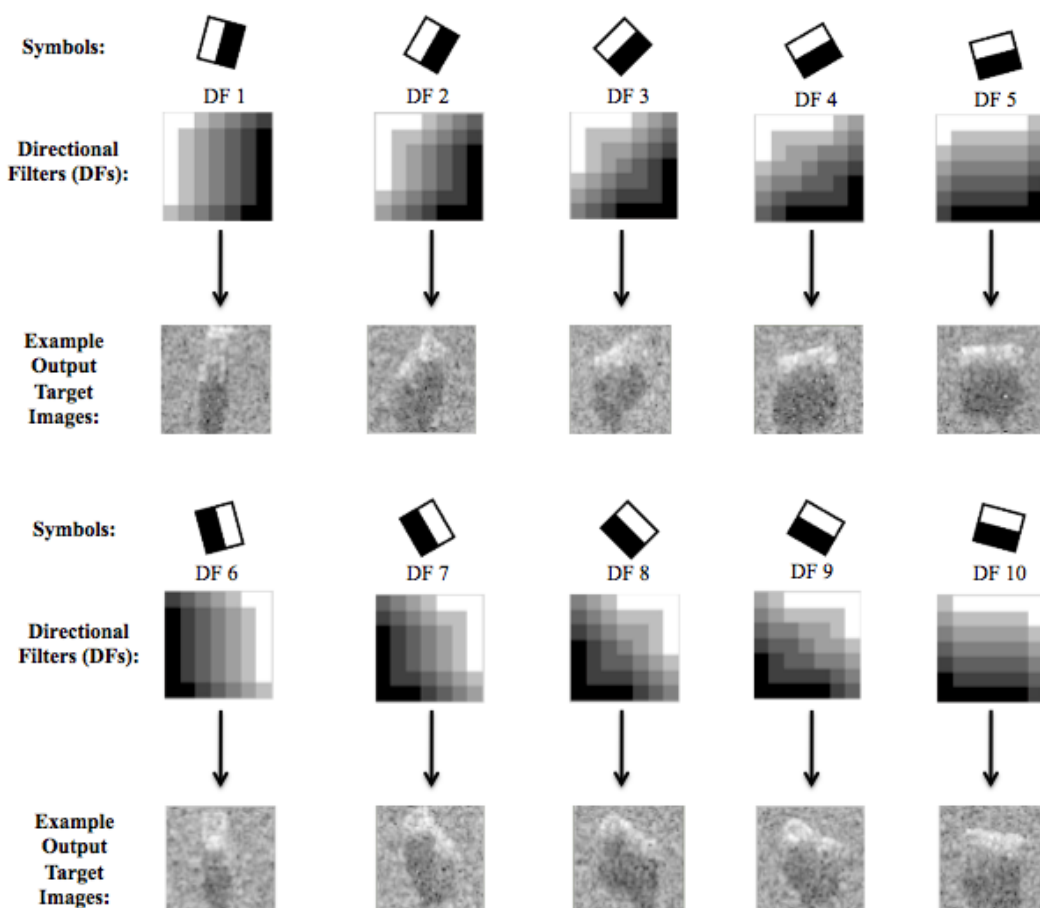 Symbols:
DF 1 DF 2 DF 3 DF 4 DF 5
Directional
Filters (DFs):
Example
Output
Target
Images:
Symbols:
DF 6 DF 7 DF 8 DF 9 DF 10
Directional
Filters (DFs):
Example
Output
Target
Images: